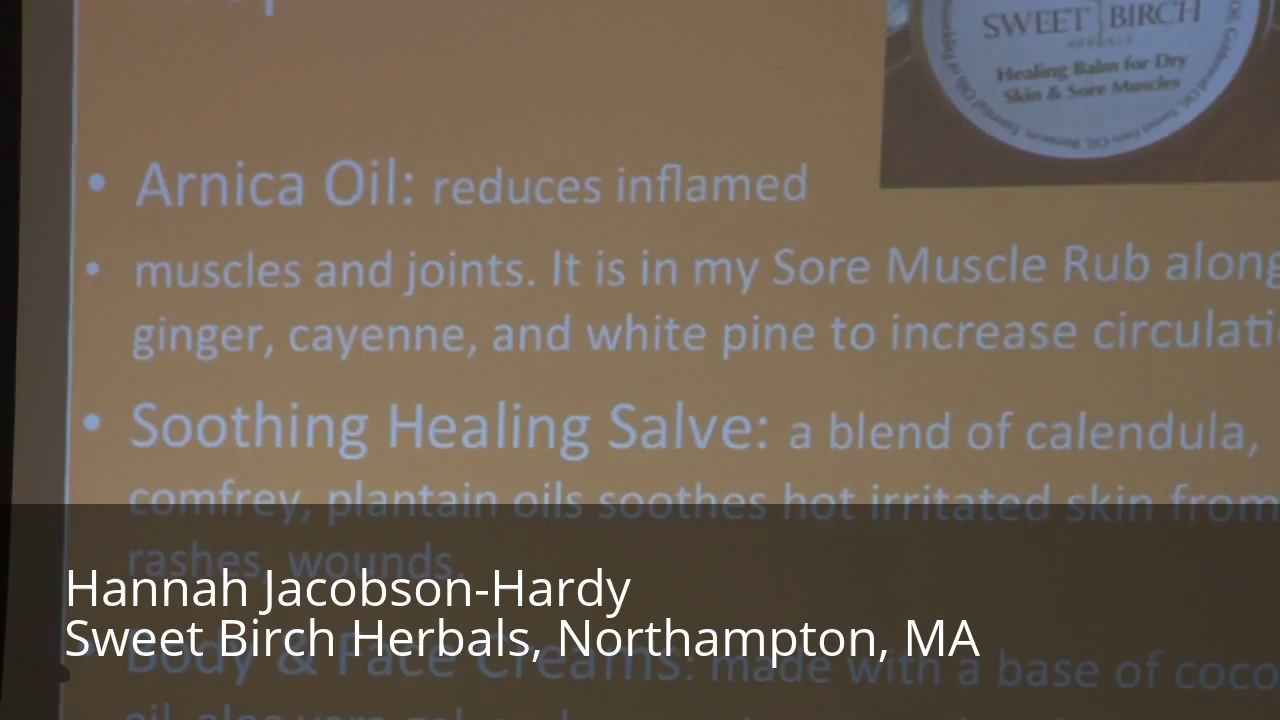 SWEET BIRCH
HERBALS
Healing Balm for Dry
Skin & Sore Muscles
• Arnica Oil: reduces inflamed
• muscles and joints. It is in my Sore Muscle Rub along
ginger, cayenne, and white pine to increase circulati
• Soothing Healing Salve: a blend of calendula,
comfrey, plantain oils soothes hot irritated skin from
rashes, wounds.
• Body & Face Creams: made with a base of coco
Hannah Jacobson-Hardy
Sweet Birch Herbals, Northampton, MA